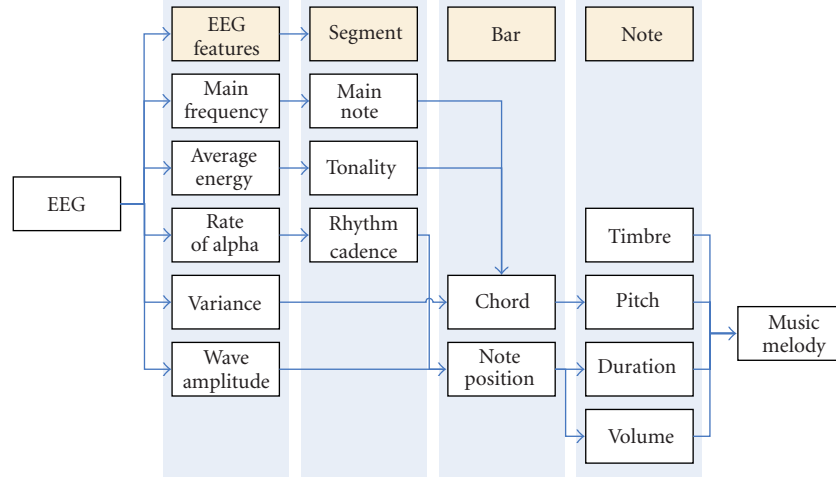 EEG
features
Segment
Bar
Note
Main
frequency
Main
note
Average
energy
Tonality
EEG
Rate
of alpha
Rhythm
cadence
Timbre
Variance
Chord
Pitch
Music
melody
Wave
amplitude
Note
position
Duration
Volume